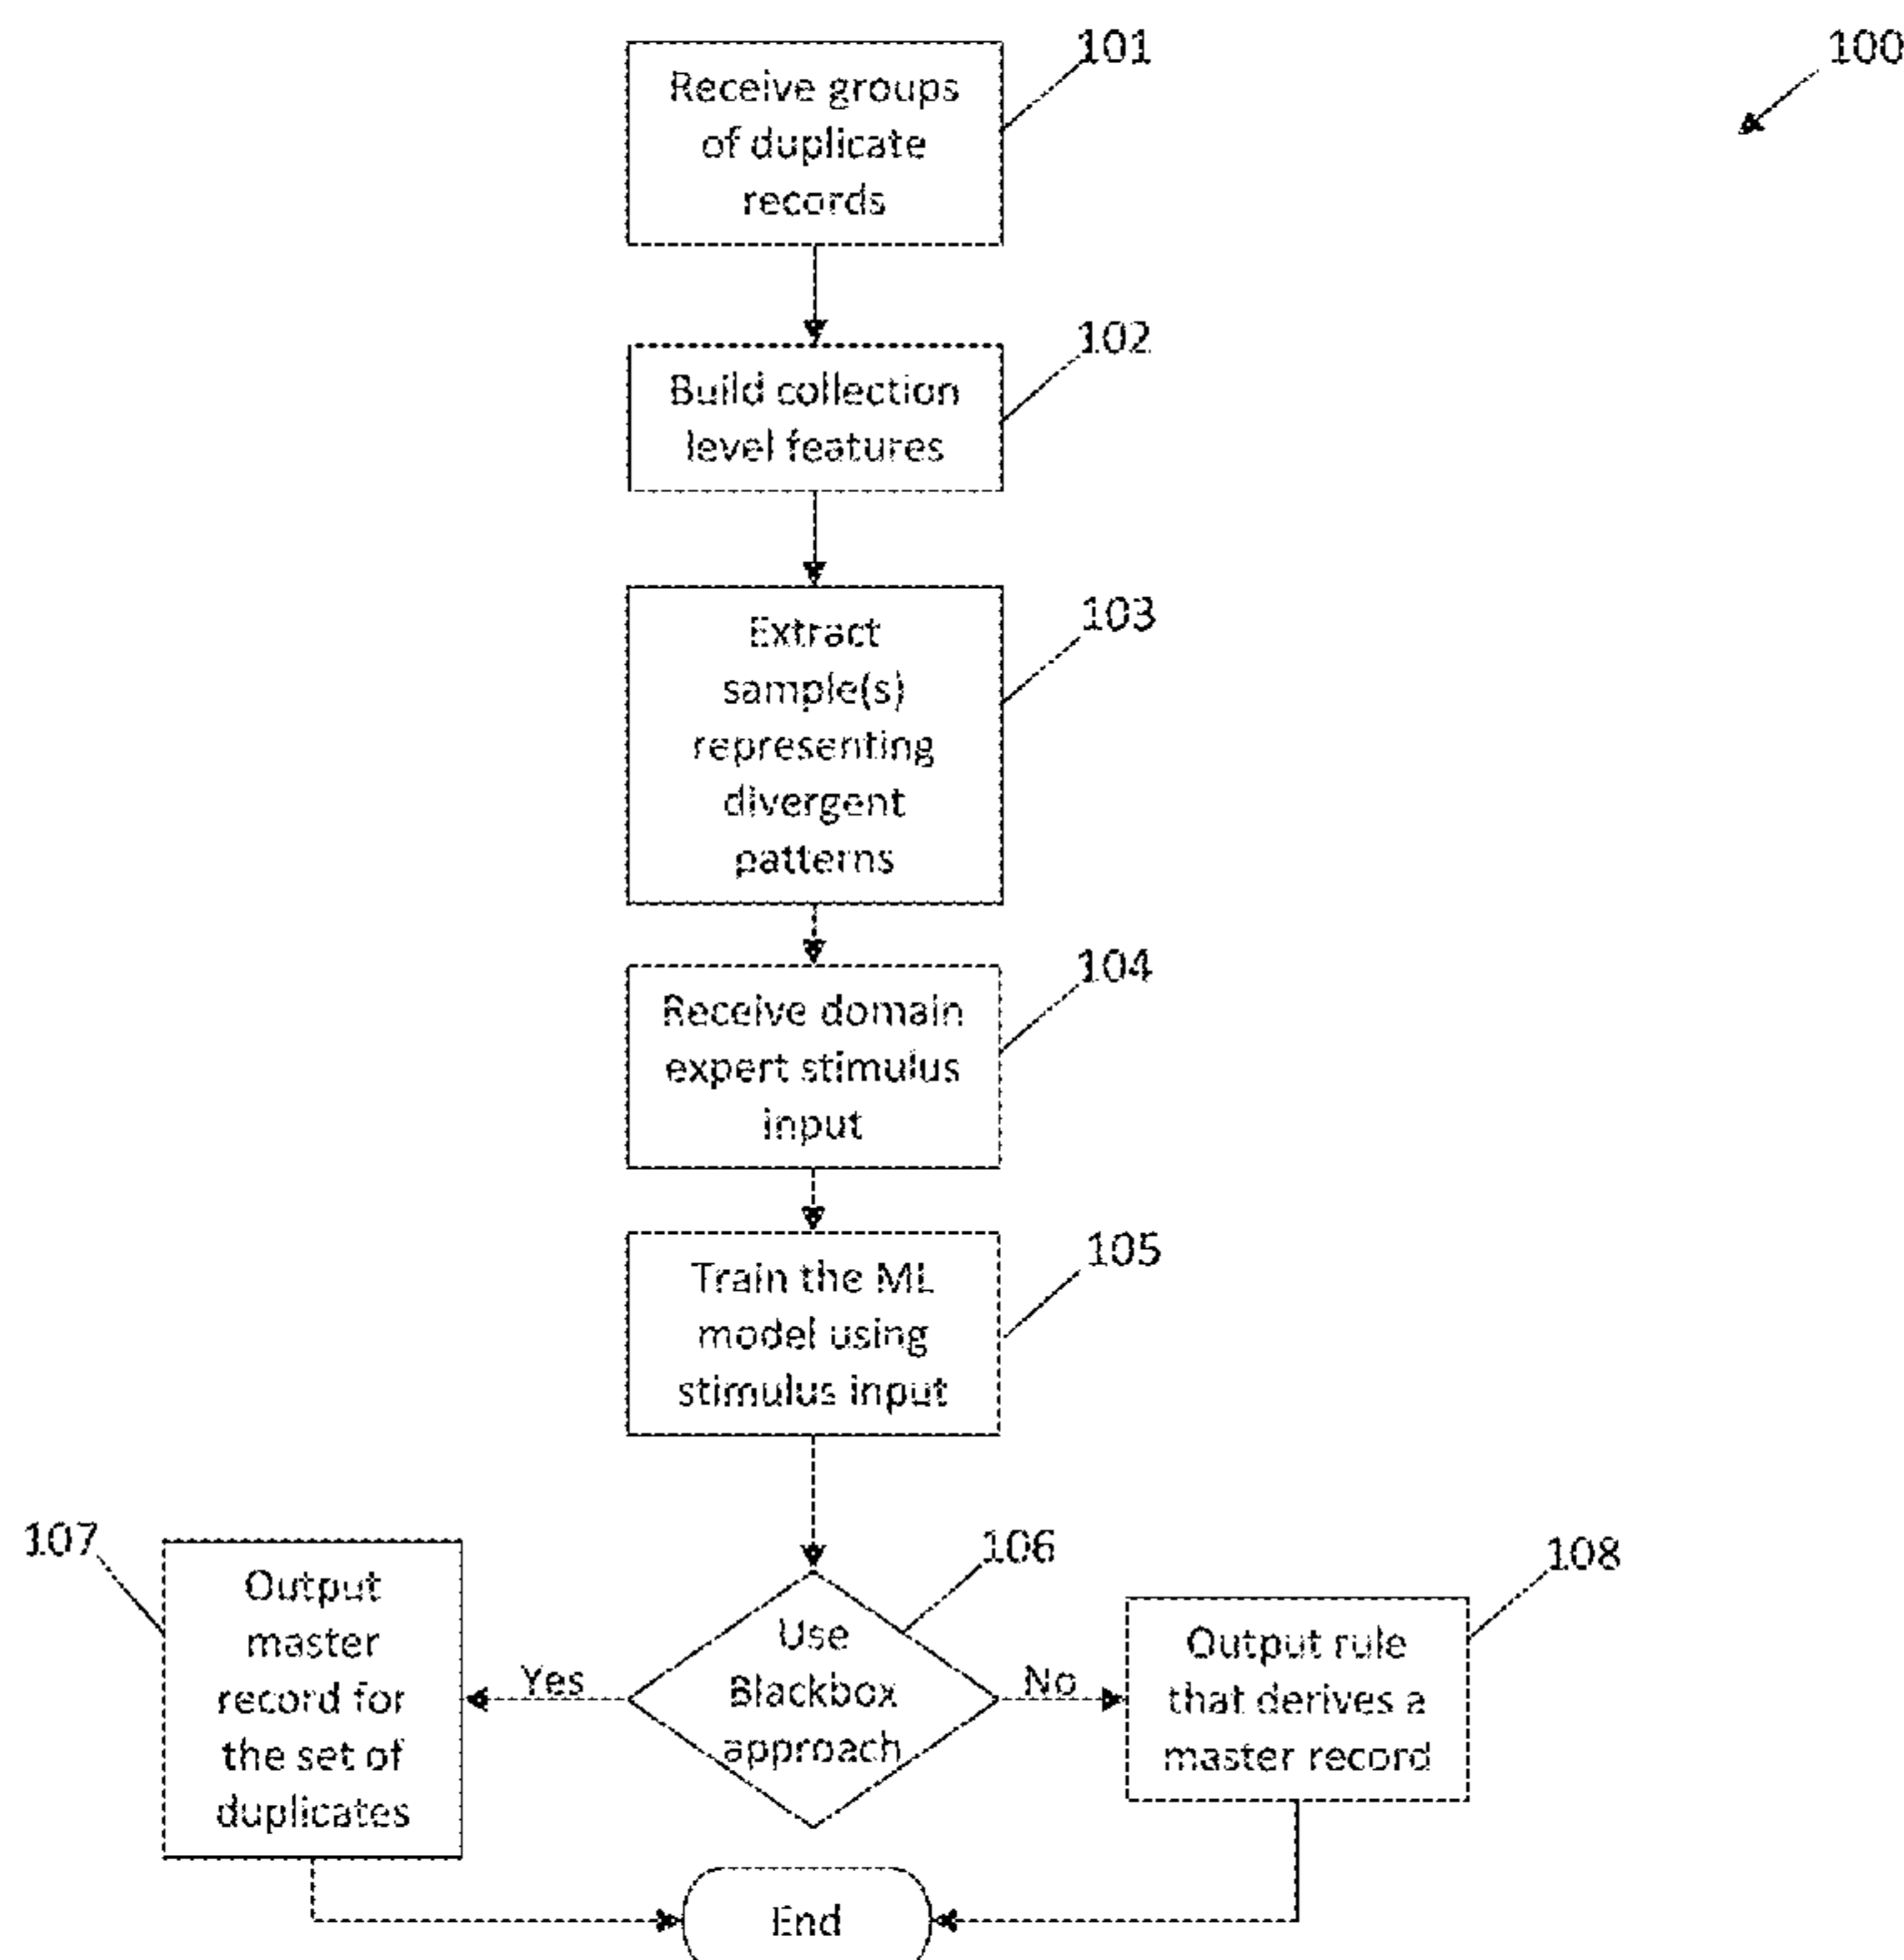 101
100
Receive groups
of duplicate
records
102
Build collection
level features
103
Extract
sample(s)
representing
divergent
patterns
104
Receive domain
expert stimulus
input
105
Train the ML
model using
stimulus input
106
Use
Blackbox
approach
Yes
No
107
Output
master
record for
the set of
duplicates
108
Output rule
that derives a
master record
End